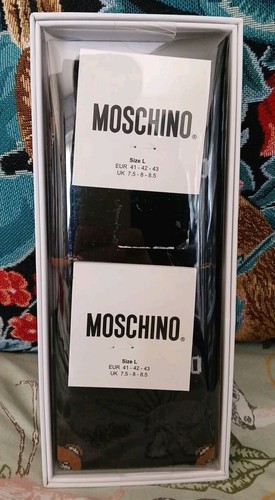 MOSCHINO®
Size L
EUR 41 - 42 - 43
UK 7.5 - 8 - 8.5
MOSCHINO®
Size L
EUR 41 - 42 - 43
UK 7.5 - 8 - 8.5
O